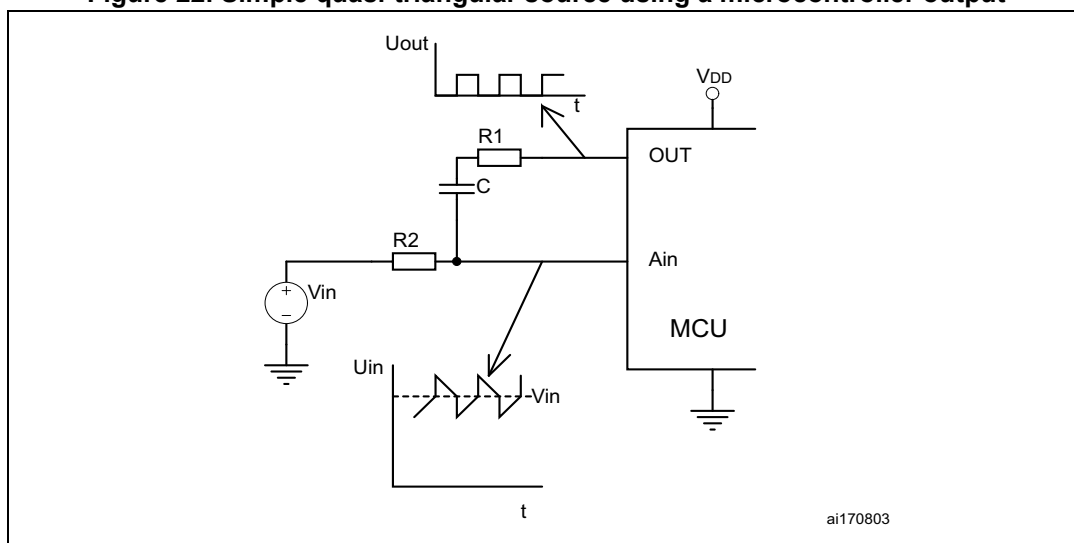 Figure 22. Simple quasi-triangular source using a microcontroller output
Uout
t
VDD
R1
OUT
C
R2
Ain
+
Vin
−
MCU
Uin
Vin
t
ai170803